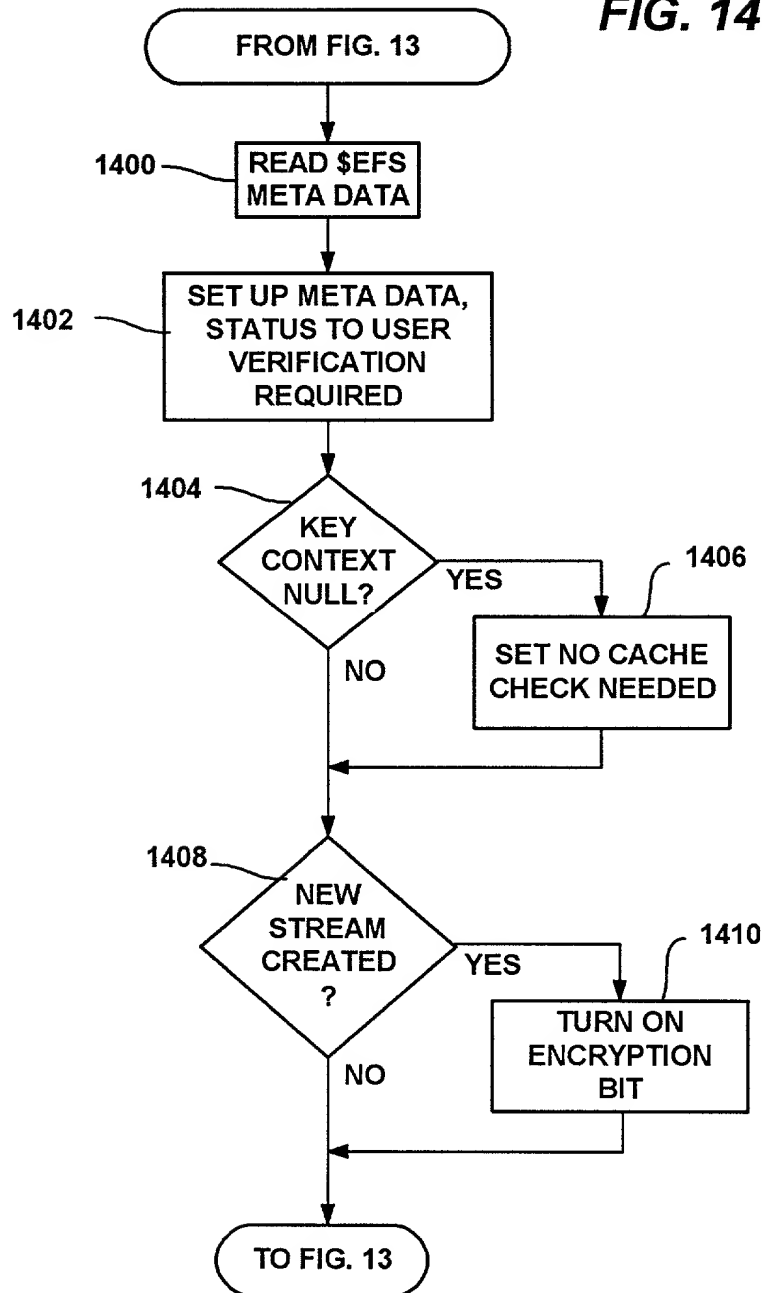 FIG. 14
FROM FIG. 13
1400
READ $EFS
META DATA
1402
SET UP META DATA,
STATUS TO USER
VERIFICATION
REQUIRED
1404
KEY
CONTEXT
NULL?
YES
1406
SET NO CACHE
CHECK NEEDED
NO
1408
NEW
STREAM
CREATED
?
YES
1410
TURN ON
ENCRYPTION
BIT
NO
TO FIG. 13